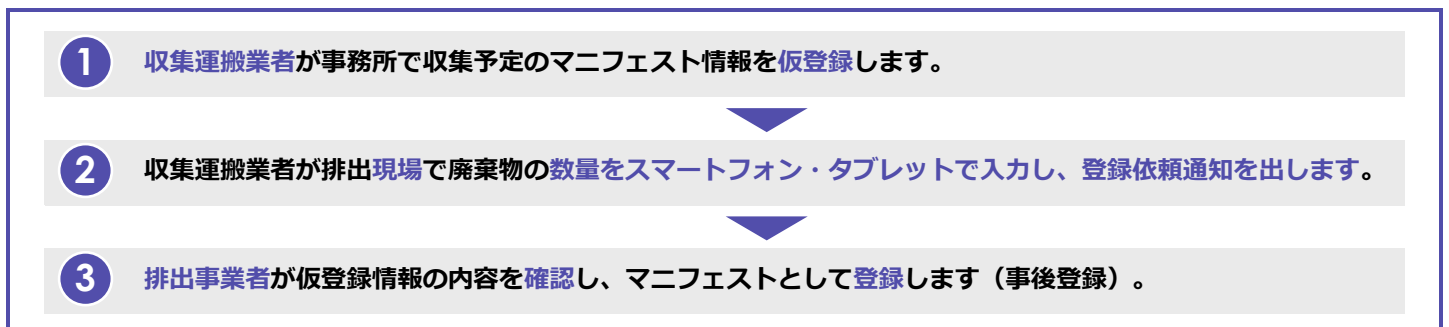 1 収集運搬業者が事務所で収集予定のマニフェスト情報を仮登録します。
2 収集運搬業者が排出現場で廃棄物の数量をスマートフォン・タブレットで入力し、登録依頼通知を出します。
3 排出事業者が仮登録情報の内容を確認し、マニフェストとして登録します（事後登録）。